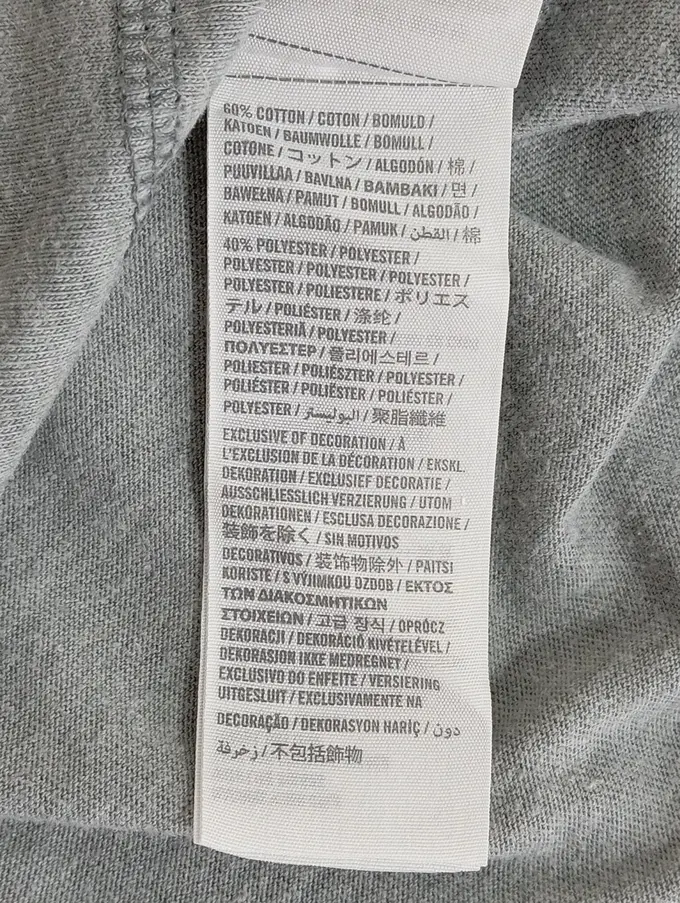 60% COTTON / COTON / BOMULD /
KATOEN / BAUMWOLLE / BOMULL /
COTONE / コットン / ALGODÓN / 棉 /
PUUVILLAA / BAVLNA / ΒΑΜΒΑΚΙ / 면 /
BAWEŁNA / PAMUT / BOMULL / ALGODÃO /
KATOEN / ALGODÃO / PAMUK / القطن / 棉
40% POLYESTER / POLYESTER /
POLYESTER / POLYESTER / POLYESTER /
POLYESTER / POLIESTERE / ポリエス
テル / POLIÉSTER / 涤纶 /
POLYESTERIÄ / POLYESTER /
ΠΟΛΥΕΣΤΕΡ / 폴리에스테르 /
POLIESTER / POLIÉSZTER / POLYESTER /
POLIÉSTER / POLIËSTER / POLIÉSTER /
POLYESTER / البوليستر / 聚脂纖維
EXCLUSIVE OF DECORATION / À
L'EXCLUSION DE LA DÉCORATION / EKSKL.
DEKORATION / EXCLUSIEF DECORATIE /
AUSSCHLIESSLICH VERZIERUNG / UTOM
DEKORATIONEN / ESCLUSA DECORAZIONE /
装飾を除く / SIN MOTIVOS
DECORATIVOS / 装饰物除外 / PAITSI
KORISTE / S VÝJIMKOU OZDOB / ΕΚΤΟΣ
ΤΩΝ ΔΙΑΚΟΣΜΗΤΙΚΩΝ
ΣΤΟΙΧΕΙΩΝ / 고급 장식 / OPRÓCZ
DEKORACJI / DEKORÁCIÓ KIVÉTELÉVEL /
DEKORASJON IKKE MEDREGNET /
EXCLUSIVO DO ENFEITE / VERSIERING
UITGESLUIT / EXCLUSIVAMENTE NA
DECORAÇÃO / DEKORASYON HARIÇ / دون
زخرفة / 不包括飾物